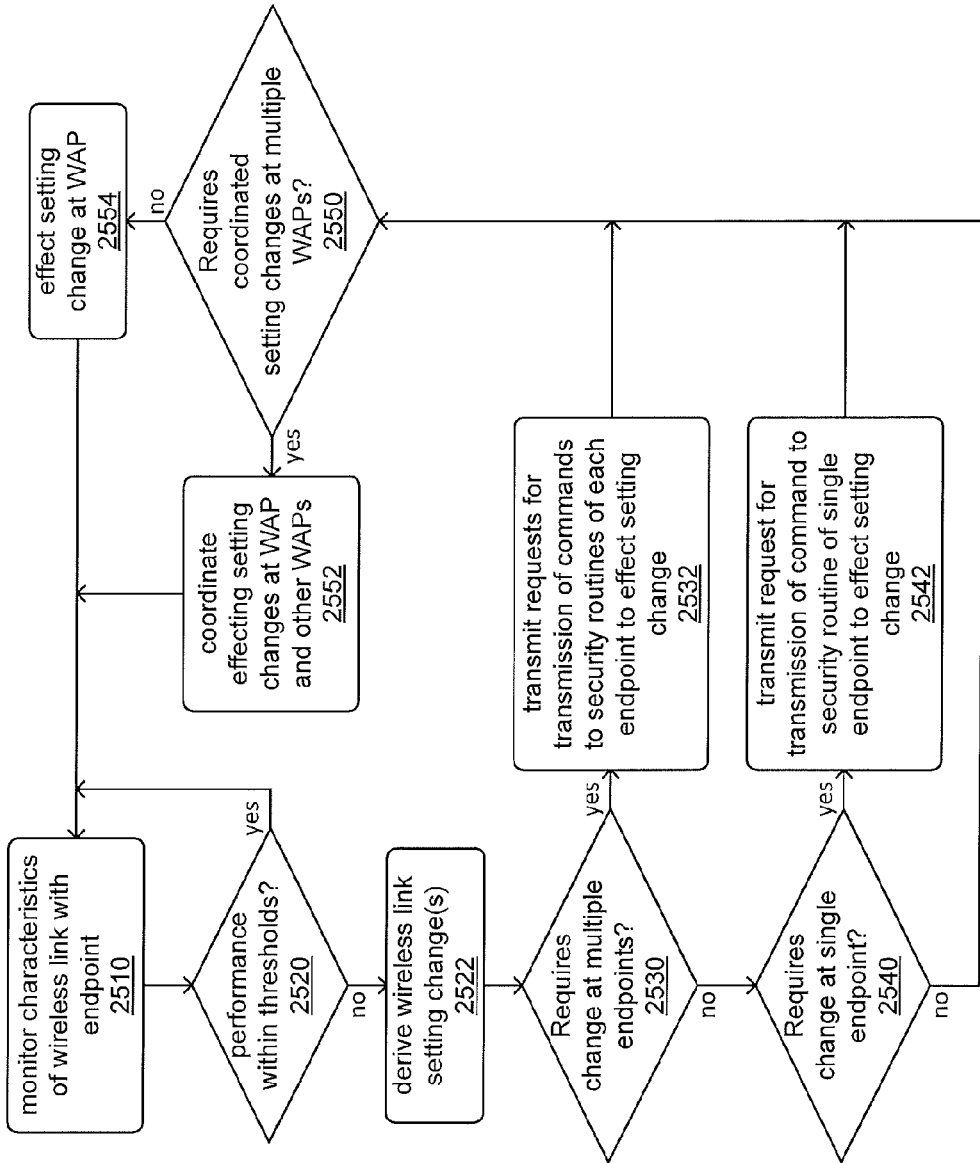 monitor characteristics
of wireless link with
endpoint
2510
performance
within thresholds?
2520
yes
no
derive wireless link
setting change(s)
2522
Requires
change at multiple
endpoints?
2530
yes
no
transmit requests for
transmission of commands
to security routines of each
endpoint to effect setting
change
2532
Requires
change at single
endpoint?
2540
yes
no
transmit request for
transmission of command to
security routine of single
endpoint to effect setting
change
2542
Requires
coordinated
setting changes at multiple
WAPs?
2550
yes
no
coordinate
effecting setting
changes at WAP
and other WAPs
2552
effect setting
change at WAP
2554